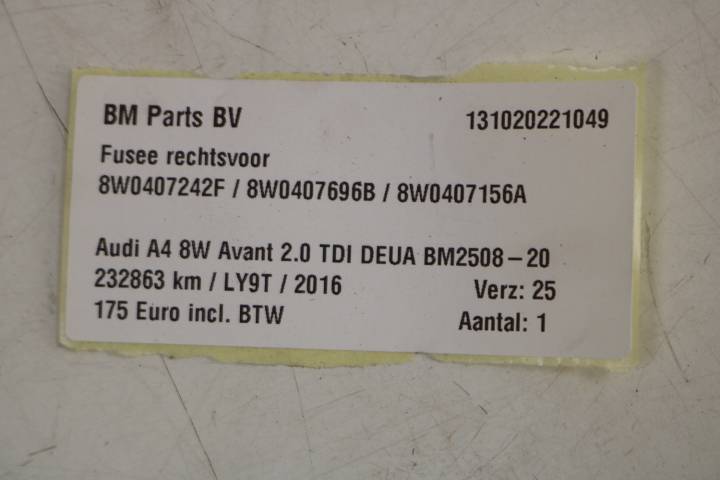 BM Parts BV 131020221049
Fusee rechtsvoor
8W0407242F / 8W0407696B / 8W0407156A
Audi A4 8W Avant 2.0 TDI DEUA BM2508-20
232863 km / LY9T / 2016 Verz: 25
175 Euro incl. BTW Aantal: 1